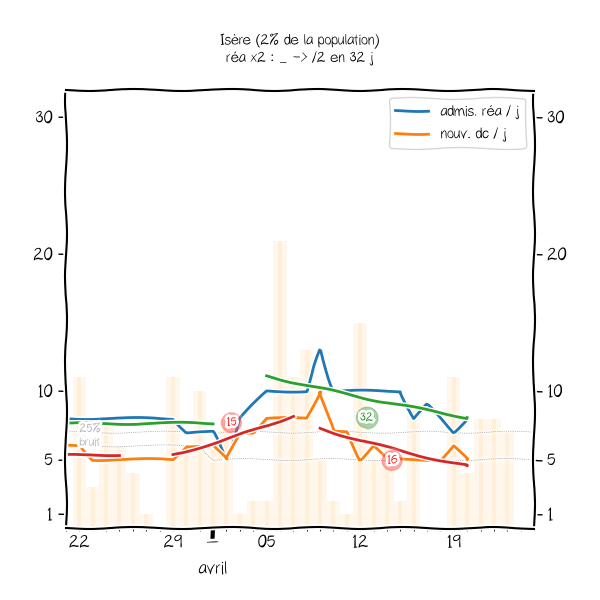 Isère (2% de la population)
réa x2 : _ -> /2 en 32 j
admis. réa / j
nouv. dc / j
30 30
20 20
10 10
5 5
1 1
25%
bruit
15
32
16
22 29 _ 05 12 19
avril